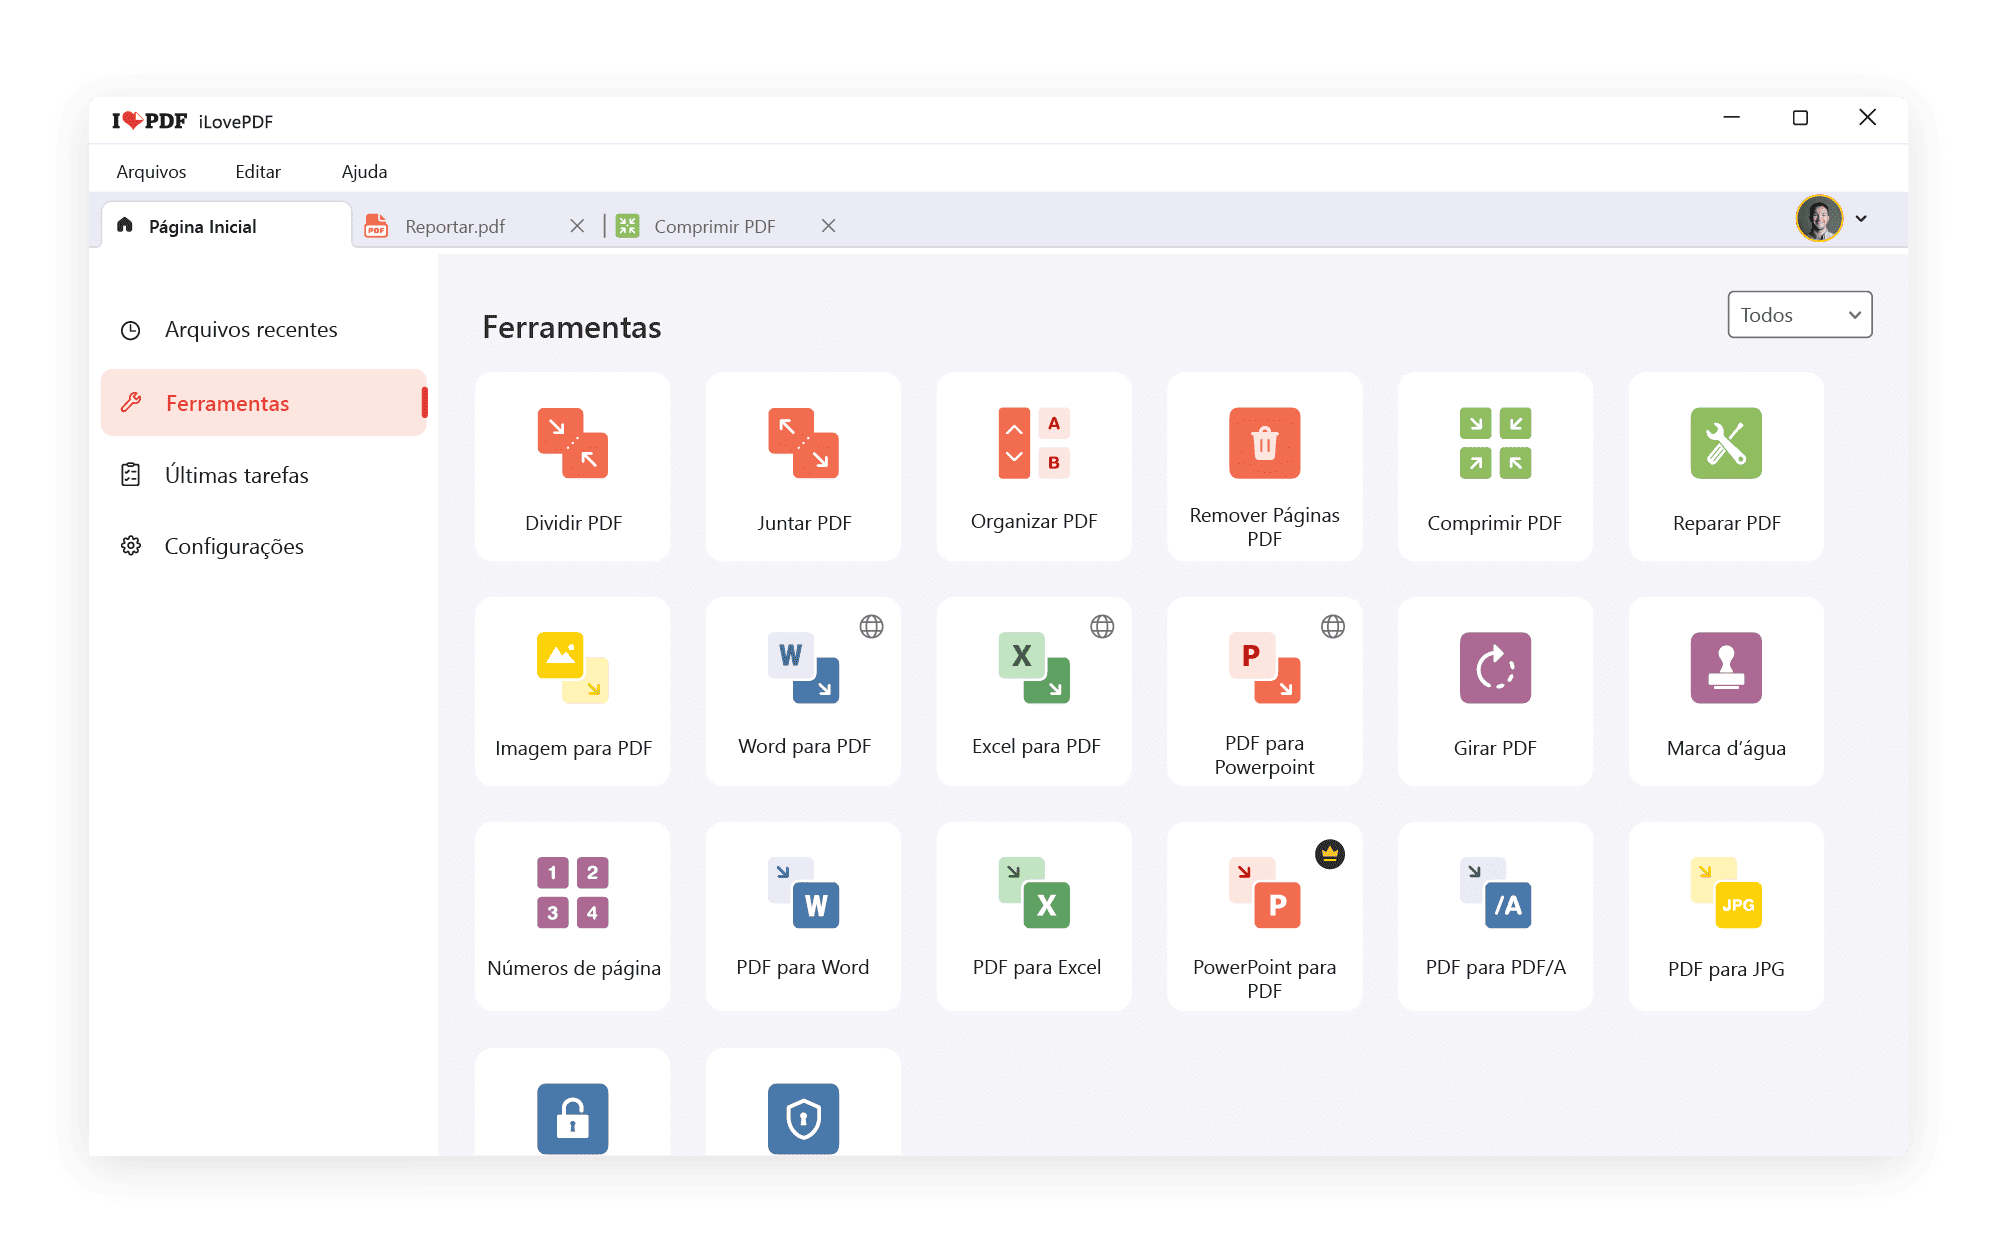 I PDF iLovePDF
Arquivos Editar Ajuda
Página Inicial
PDF
Reportar.pdf
Comprimir PDF
Arquivos recentes
Ferramentas
Últimas tarefas
Configurações
Ferramentas
Todos
Dividir PDF
Juntar PDF
A
B
Organizar PDF
Remover Páginas
PDF
Comprimir PDF
Reparar PDF
Imagem para PDF
W
Word para PDF
X
Excel para PDF
P
PDF para
Powerpoint
Girar PDF
Marca d’água
1 2
3 4
Números de página
W
PDF para Word
X
PDF para Excel
P
PowerPoint para
PDF
/A
PDF para PDF/A
JPG
PDF para JPG